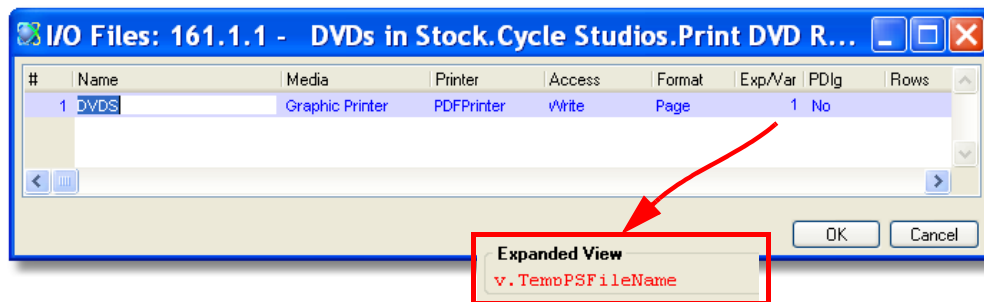 I/O Files: 161.1.1 - DVDs in Stock.Cycle Studios.Print DVD R...
# Name Media Printer Access Format Exp/Var PDlg Rows
1 DVDS Graphic Printer PDFPrinter Write Page 1 No
OK Cancel
Expanded View
v.TempPSFileName